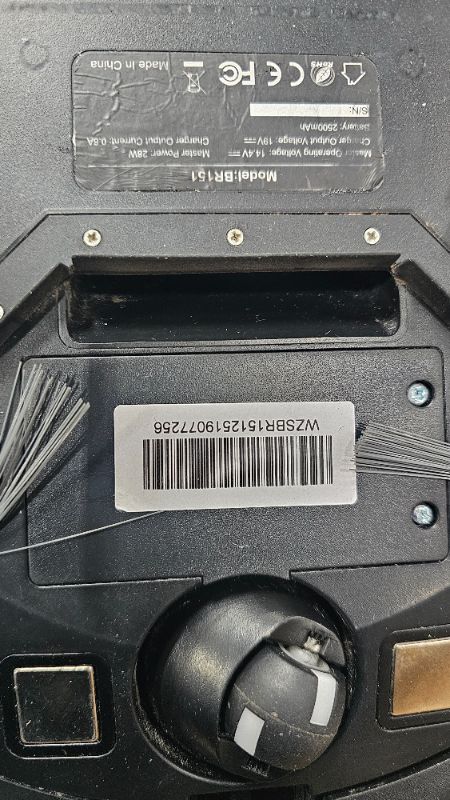 Model:BR151
Master Operating Voltage: 14.4V⎓ Master Power: 28W
Charger Output Voltage: 19V⎓ Charger Output Current: 0.6A
Battery: 2500mAh
S/N:
RoHS CE FC Made in China
WZSBR15125519077256